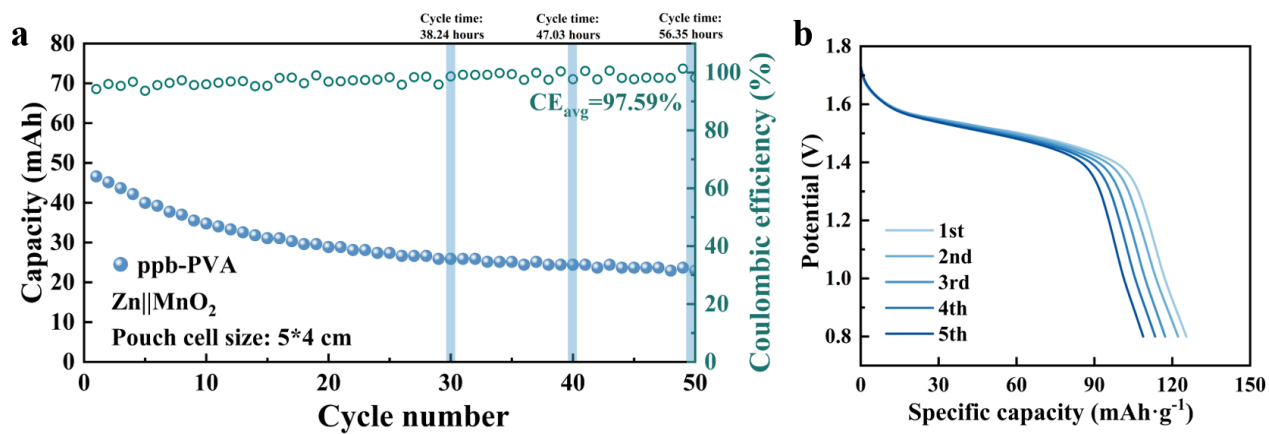 a
Cycle time:
38.24 hours
Cycle time:
47.03 hours
Cycle time:
56.35 hours
80
70
60
50
40
30
20
10
0
Capacity (mAh)
CEavg=97.59%
ppb-PVA
Zn||MnO2
Pouch cell size: 5*4 cm
100
80
60
40
20
0
Coulombic efficiency (%)
0 10 20 30 40 50
Cycle number
b
1.8
1.6
1.4
1.2
1.0
0.8
Potential (V)
1st
2nd
3rd
4th
5th
0 30 60 90 120 150
Specific capacity (mAh·g-1)